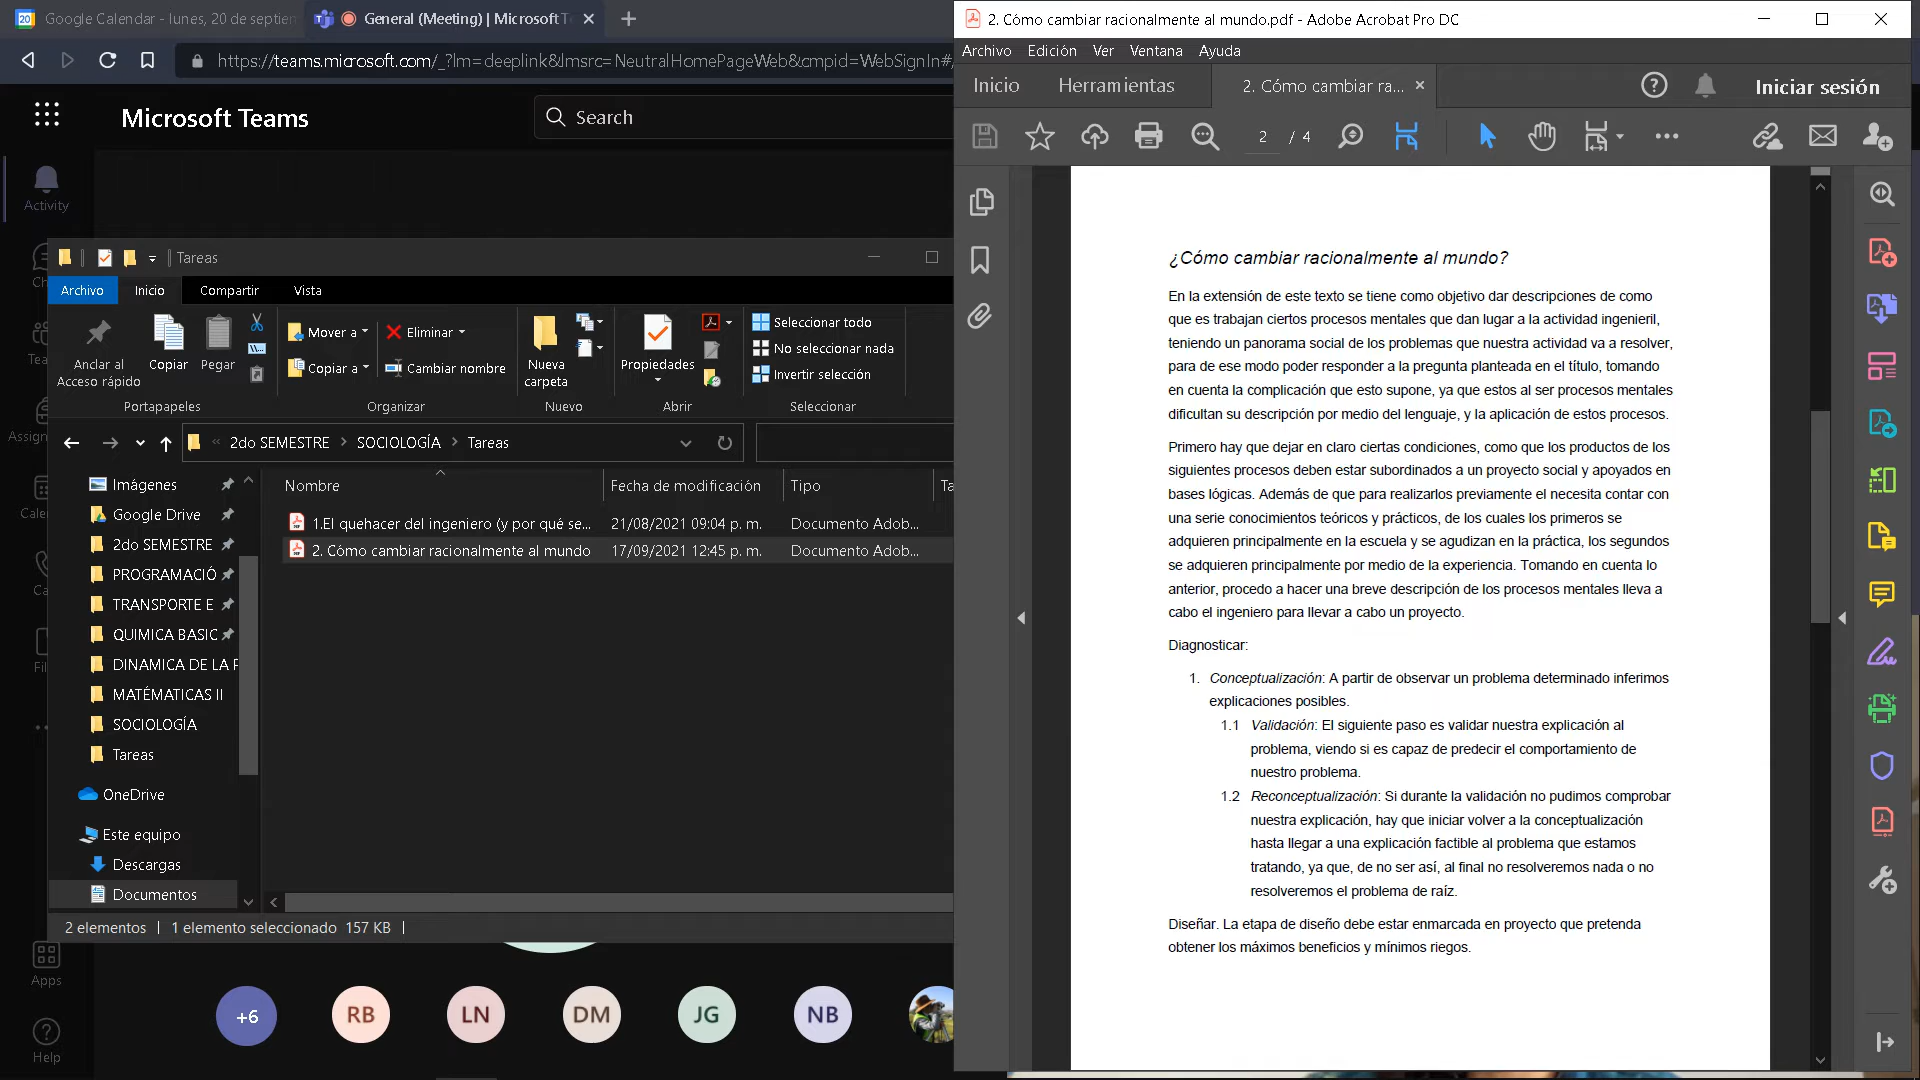 Google Calendar - lunes, 20 de septien
General (Meeting) | Microsoft T
https://teams.microsoft.com/_?lm=deeplink&lmsrc=NeutralHomePageWeb&cmpid=WebSignIn#/
Microsoft Teams
Search
Activity
Assign
Apps
Help
Tareas
Archivo
Inicio
Compartir
Vista
Anclar al
Acceso rápido
Copiar
Pegar
Mover a
Copiar a
Eliminar
Cambiar nombre
Nueva
carpeta
Propiedades
Seleccionar todo
No seleccionar nada
Invertir selección
Portapapeles
Organizar
Nuevo
Abrir
Seleccionar
« 2do SEMESTRE > SOCIOLOGÍA > Tareas
Nombre
Fecha de modificación
Tipo
Ta
1.El quehacer del ingeniero (y por qué se... 21/08/2021 09:04 p. m. Documento Adob...
2. Cómo cambiar racionalmente al mundo 17/09/2021 12:45 p. m. Documento Adob...
Imágenes
Google Drive
2do SEMESTRE
PROGRAMACIÓ
TRANSPORTE E
QUIMICA BASIC
DINAMICA DE LA F
MATÉMATICAS II
SOCIOLOGÍA
Tareas
OneDrive
Este equipo
Descargas
Documentos
2 elementos
1 elemento seleccionado 157 KB
+6
RB
LN
DM
JG
NB
2. Cómo cambiar racionalmente al mundo.pdf - Adobe Acrobat Pro DC
Archivo Edición Ver Ventana Ayuda
Inicio
Herramientas
2. Cómo cambiar ra...
Iniciar sesión
2 / 4
¿Cómo cambiar racionalmente al mundo?
En la extensión de este texto se tiene como objetivo dar descripciones de como
que es trabajan ciertos procesos mentales que dan lugar a la actividad ingenieril,
teniendo un panorama social de los problemas que nuestra actividad va a resolver,
para de ese modo poder responder a la pregunta planteada en el título, tomando
en cuenta la complicación que esto supone, ya que estos al ser procesos mentales
dificultan su descripción por medio del lenguaje, y la aplicación de estos procesos.
Primero hay que dejar en claro ciertas condiciones, como que los productos de los
siguientes procesos deben estar subordinados a un proyecto social y apoyados en
bases lógicas. Además de que para realizarlos previamente el necesita contar con
una serie conocimientos teóricos y prácticos, de los cuales los primeros se
adquieren principalmente en la escuela y se agudizan en la práctica, los segundos
se adquieren principalmente por medio de la experiencia. Tomando en cuenta lo
anterior, procedo a hacer una breve descripción de los procesos mentales lleva a
cabo el ingeniero para llevar a cabo un proyecto.
Diagnosticar:
1. Conceptualización: A partir de observar un problema determinado inferimos
explicaciones posibles.
1.1 Validación: El siguiente paso es validar nuestra explicación al
problema, viendo si es capaz de predecir el comportamiento de
nuestro problema.
1.2 Reconceptualización: Si durante la validación no pudimos comprobar
nuestra explicación, hay que iniciar volver a la conceptualización
hasta llegar a una explicación factible al problema que estamos
tratando, ya que, de no ser así, al final no resolveremos nada o no
resolveremos el problema de raíz.
Diseñar. La etapa de diseño debe estar enmarcada en proyecto que pretenda
obtener los máximos beneficios y mínimos riegos.